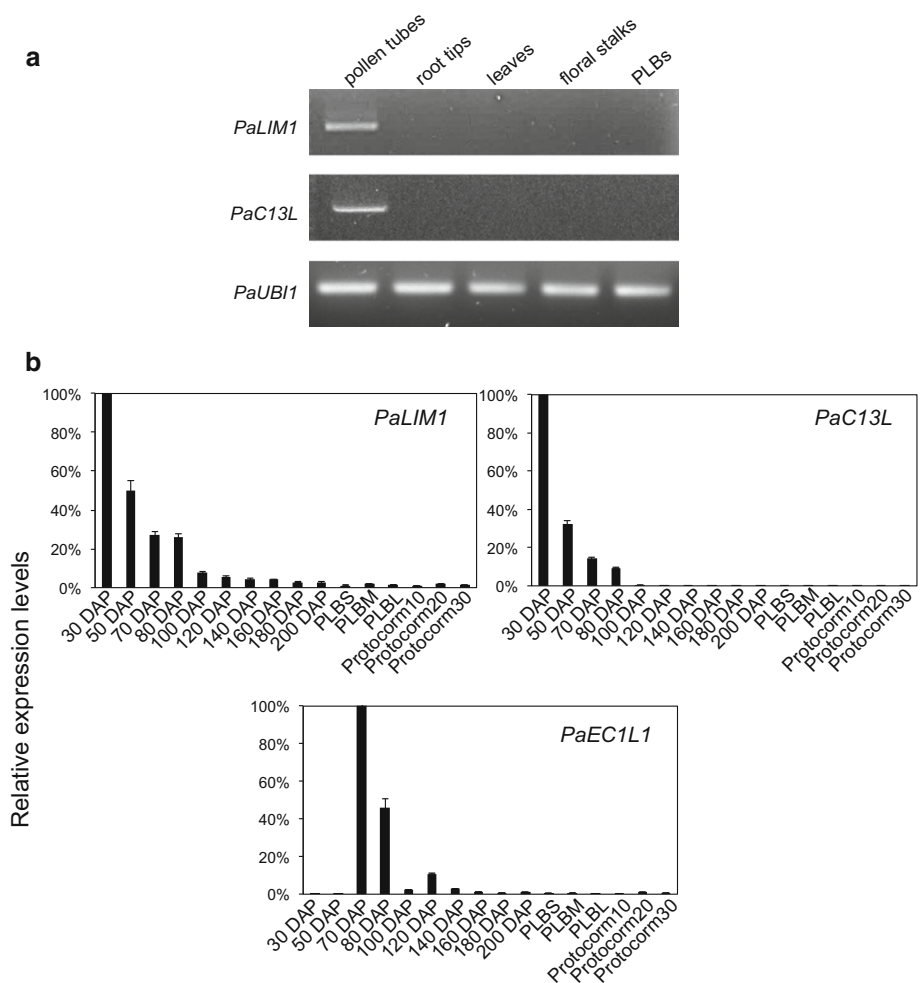 a
pollen tubes
root tips
leaves
floral stalks
PLBs
PaLIM1
PaC13L
PaUBI1
b
Relative expression levels
100%
80%
60%
40%
20%
0%
PaLIM1
30 DAP
50 DAP
70 DAP
80 DAP
100 DAP
120 DAP
140 DAP
160 DAP
180 DAP
200 DAP
PLBS
PLBM
PLBL
Protocorm10
Protocorm20
Protocorm30
100%
80%
60%
40%
20%
0%
PaC13L
30 DAP
50 DAP
70 DAP
80 DAP
100 DAP
120 DAP
140 DAP
160 DAP
180 DAP
200 DAP
PLBS
PLBM
PLBL
Protocorm10
Protocorm20
Protocorm30
100%
80%
60%
40%
20%
0%
PaEC1L1
30 DAP
50 DAP
70 DAP
80 DAP
100 DAP
120 DAP
140 DAP
160 DAP
180 DAP
200 DAP
PLBS
PLBM
PLBL
Protocorm10
Protocorm20
Protocorm30